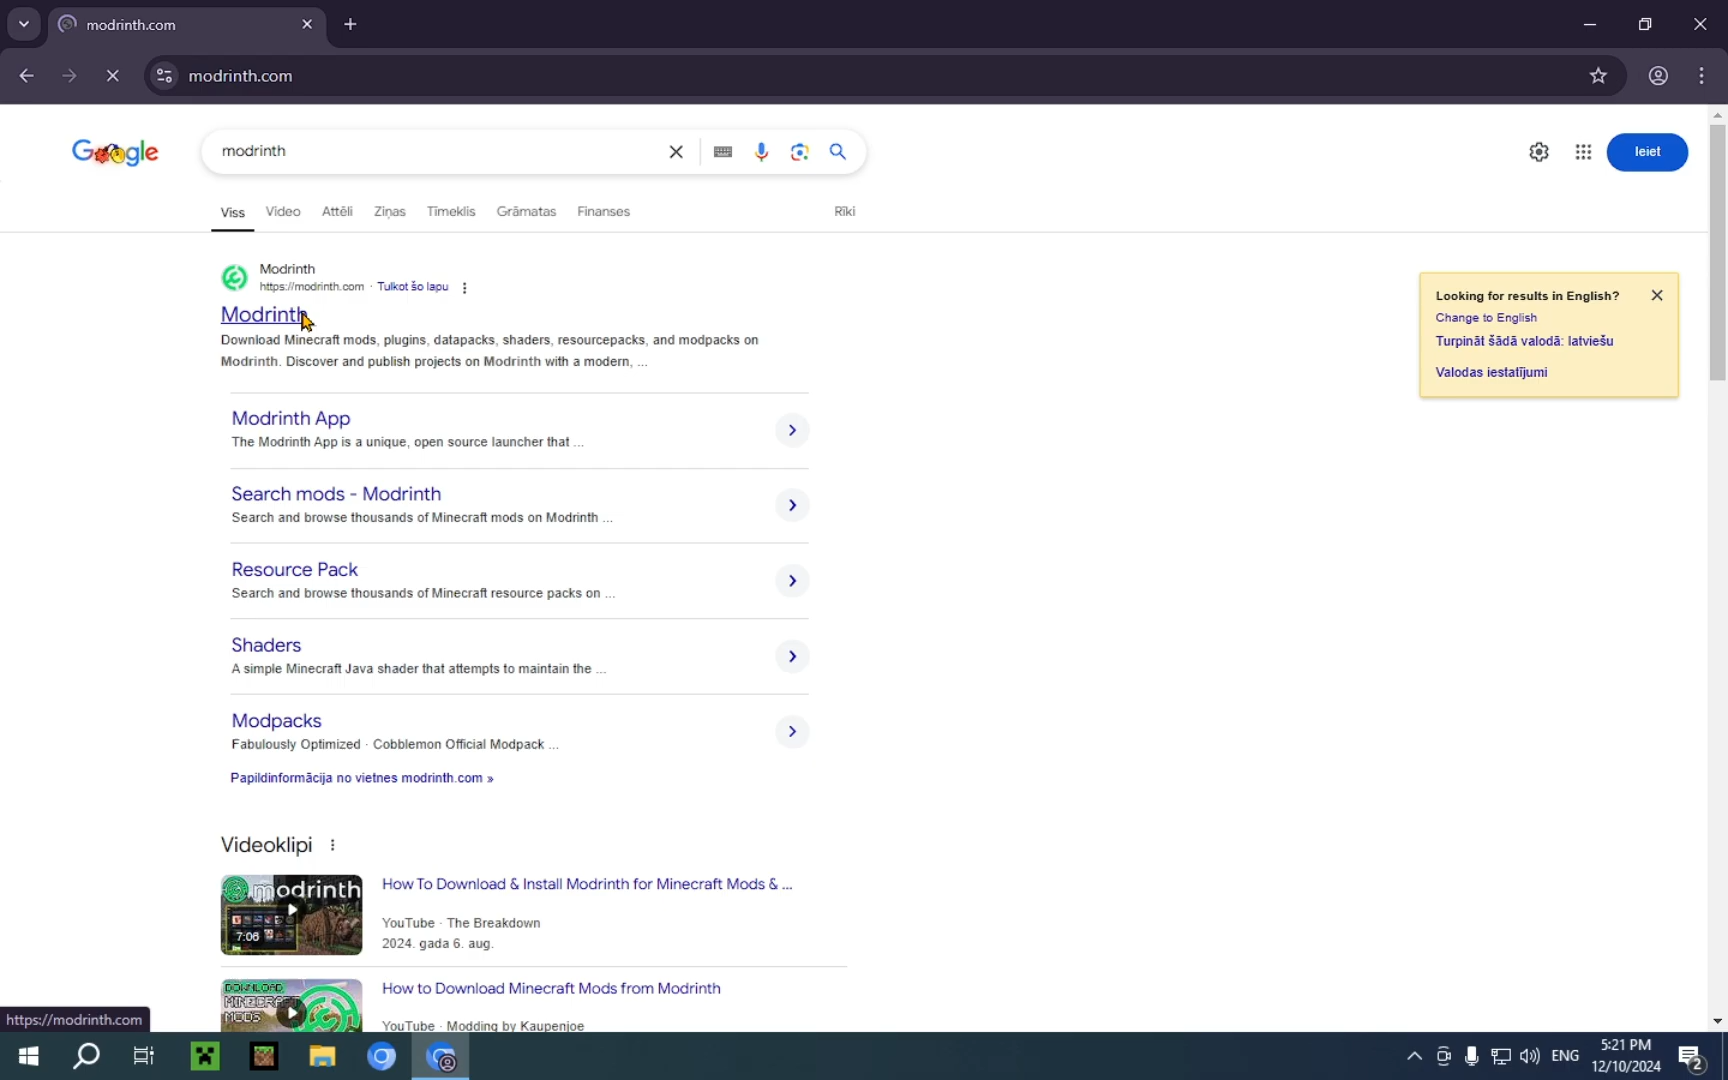 modrinth.com
modrinth.com
Google
modrinth
Ieiet
Viss
Video
Attēli
Ziņas
Tīmeklis
Grāmatas
Finanses
Rīki
Modrinth
https://modrinth.com · Tulkot šo lapu
Modrinth
Download Minecraft mods, plugins, datapacks, shaders, resourcepacks, and modpacks on
Modrinth. Discover and publish projects on Modrinth with a modern, ...
Looking for results in English?
Change to English
Turpināt šādā valodā: latviešu
Valodas iestatījumi
Modrinth App
The Modrinth App is a unique, open source launcher that ...
Search mods - Modrinth
Search and browse thousands of Minecraft mods on Modrinth ...
Resource Pack
Search and browse thousands of Minecraft resource packs on ...
Shaders
A simple Minecraft Java shader that attempts to maintain the ...
Modpacks
Fabulously Optimized · Cobblemon Official Modpack ...
Papildinformācija no vietnes modrinth.com »
Videoklipi
modrinth
7:06
How To Download & Install Modrinth for Minecraft Mods & ...
YouTube · The Breakdown
2024. gada 6. aug.
DOWNLOAD
MINECRAFT
MODS
How to Download Minecraft Mods from Modrinth
YouTube · Modding by Kaupenjoe
https://modrinth.com
ENG
5:21 PM
12/10/2024
2